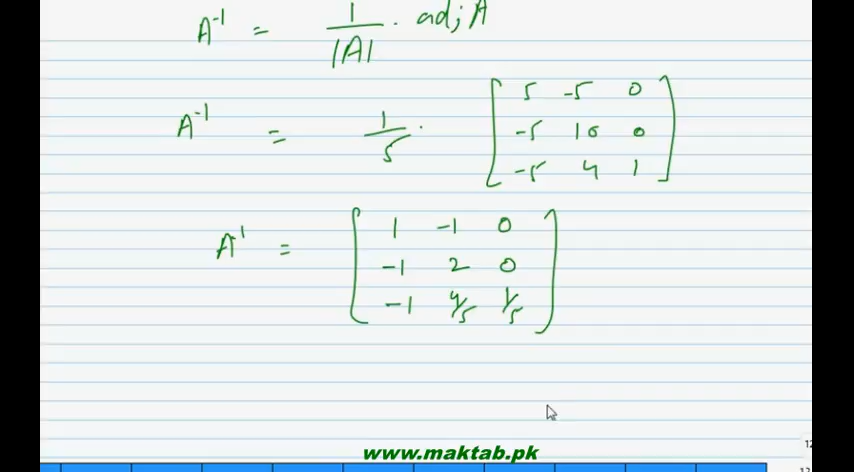 A⁻¹ = 1/|A| · adj A
A⁻¹ = 1/5 · [ 5 -5 0
-5 10 0
-5 4 1 ]
A⁻¹ = [ 1 -1 0
-1 2 0
-1 4/5 1/5 ]
www.maktab.pk